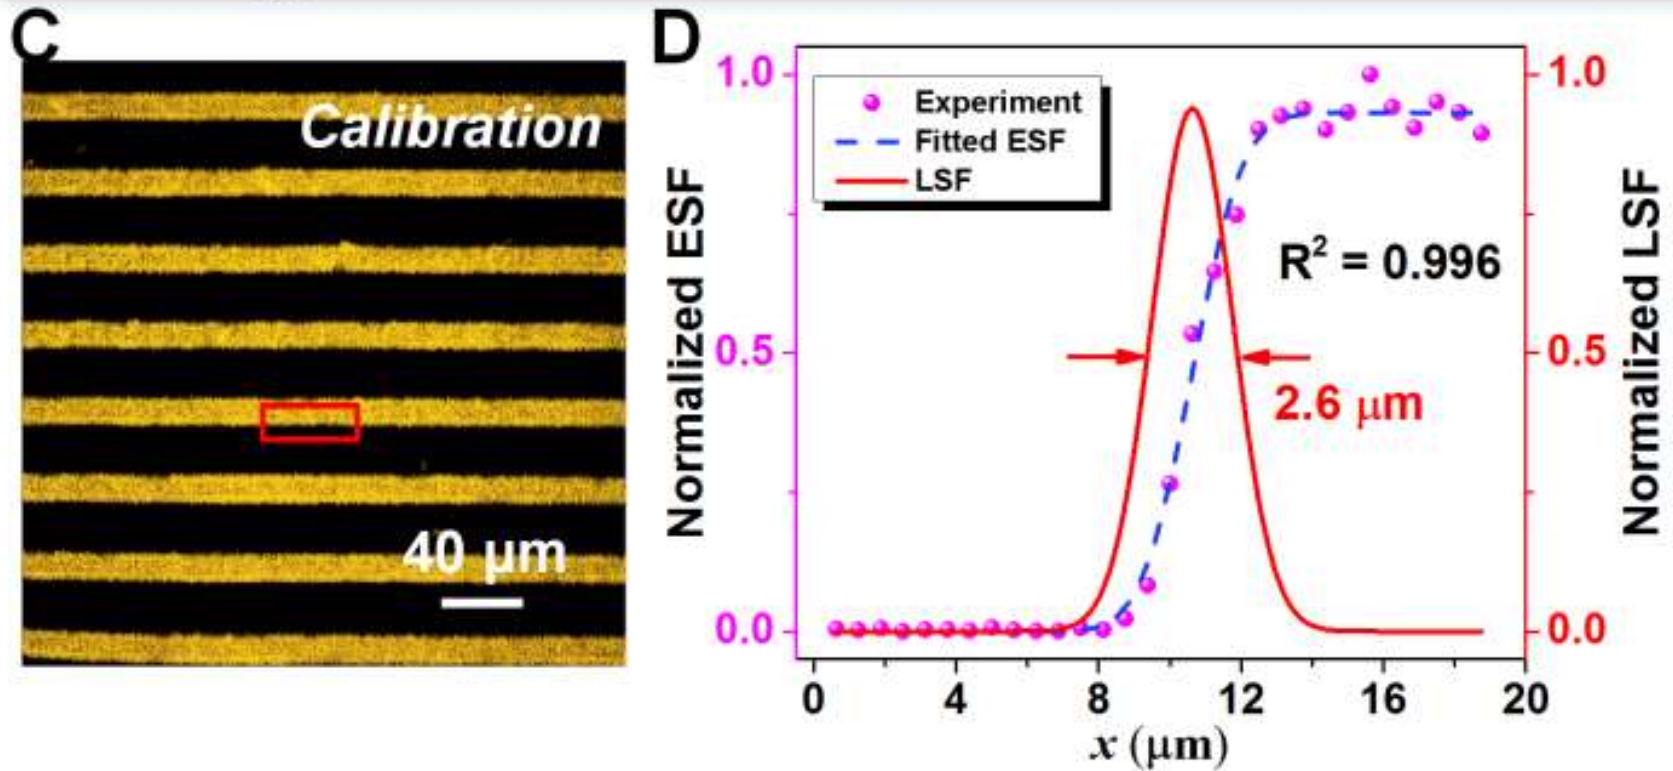 C
Calibration
40 μm
D
Normalized ESF
1.0
0.5
0.0
Experiment
Fitted ESF
LSF
R² = 0.996
2.6 μm
1.0
0.5
0.0
Normalized LSF
0 4 8 12 16 20
x (μm)